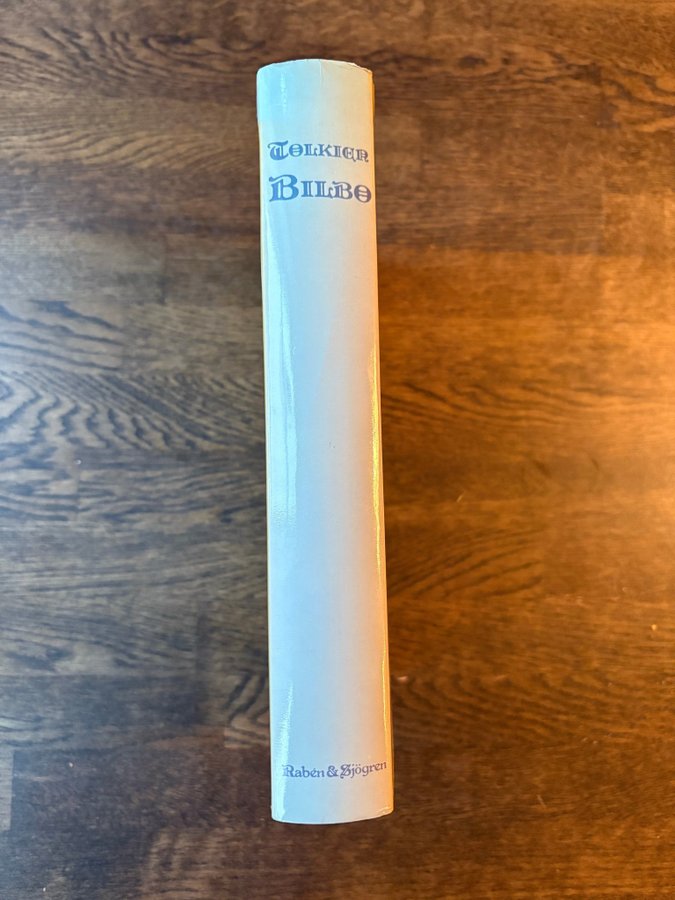 Tolkien
Bilbo
Rabén & Sjögren